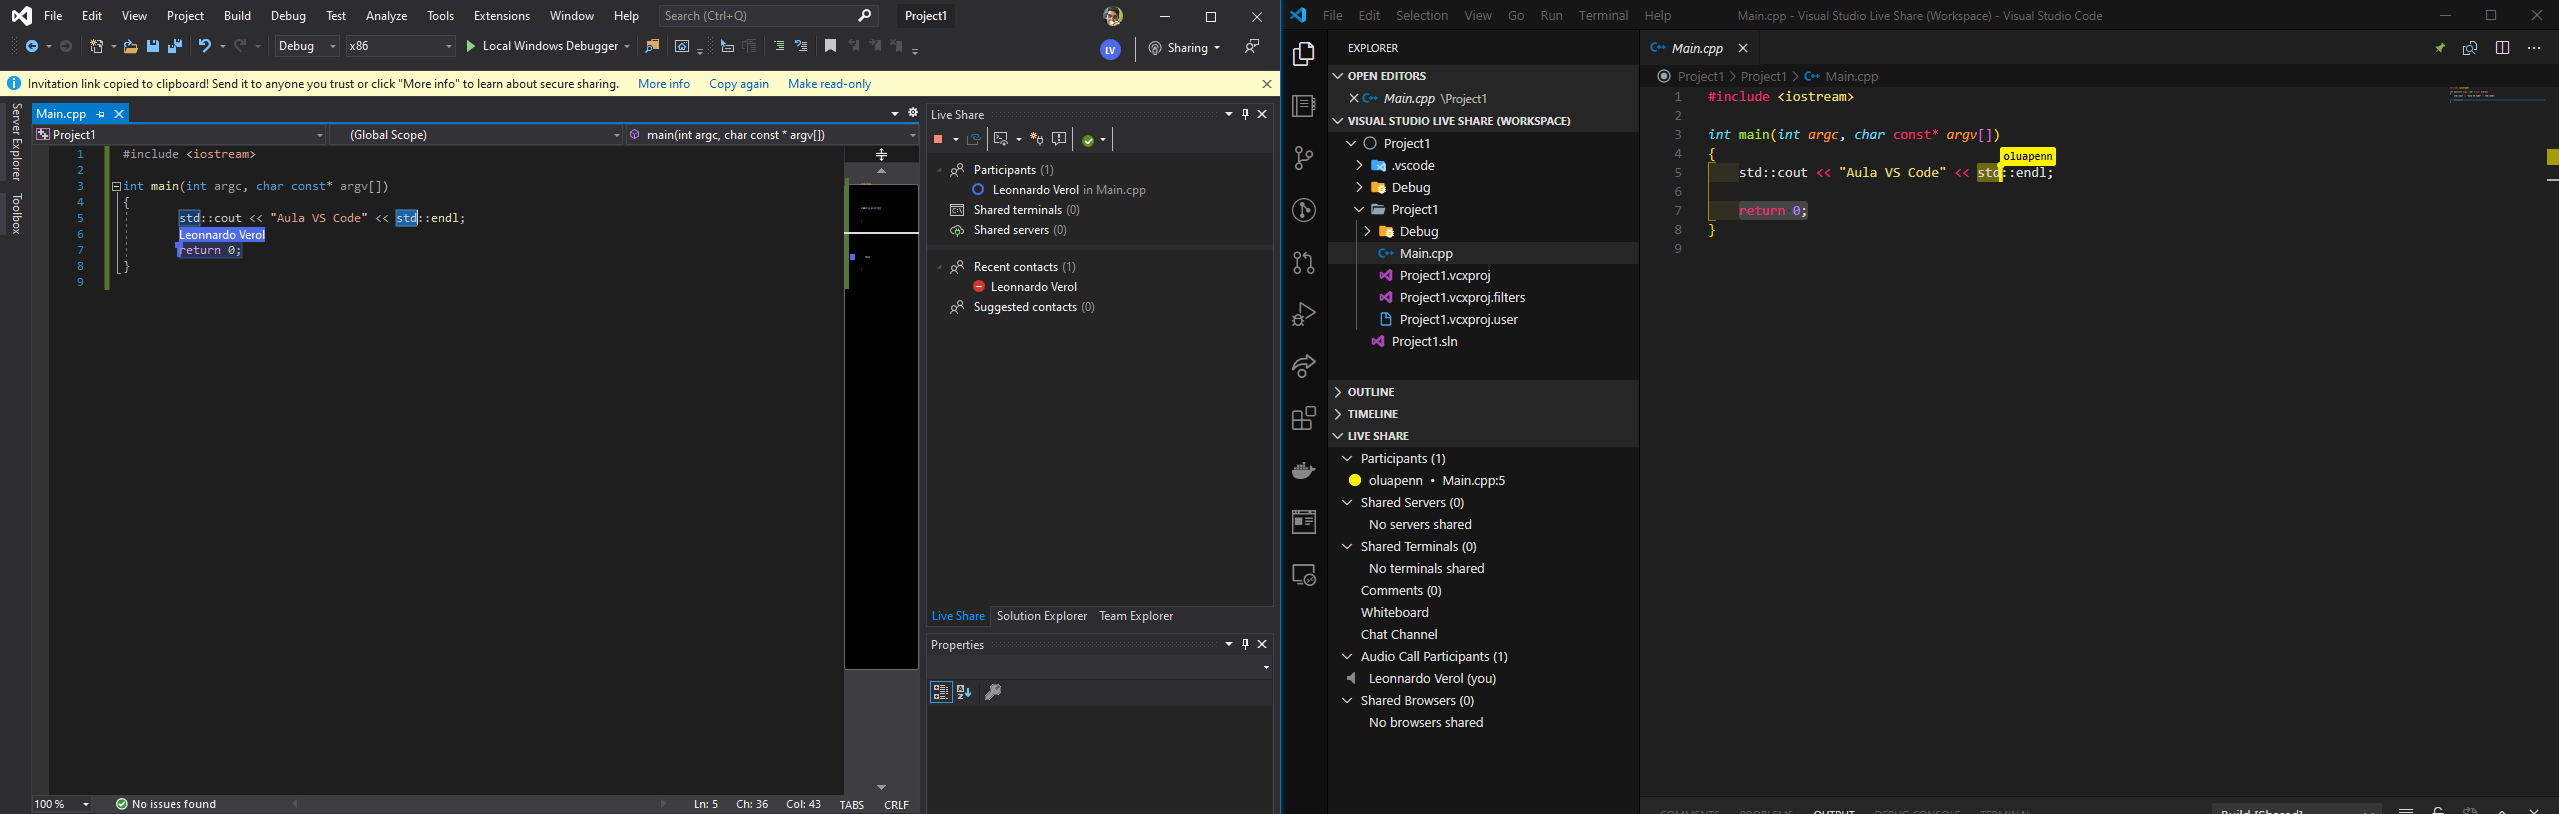 File Edit View Project Build Debug Test Analyze Tools Extensions Window Help Search (Ctrl+Q) Project1
Debug x86 Local Windows Debugger LV Sharing
Invitation link copied to clipboard! Send it to anyone you trust or click "More info" to learn about secure sharing. More info Copy again Make read-only
Server Explorer
Toolbox
Main.cpp
Project1 (Global Scope) main(int argc, char const * argv[])
1 #include <iostream>
2
3 int main(int argc, char const* argv[])
4 {
5 std::cout << "Aula VS Code" << std::endl;
6 Leonnardo Verol
7 return 0;
8 }
9
100 % No issues found Ln: 5 Ch: 36 Col: 43 TABS CRLF
Live Share
Participants (1)
Leonnardo Verol in Main.cpp
Shared terminals (0)
Shared servers (0)
Recent contacts (1)
Leonnardo Verol
Suggested contacts (0)
Live Share Solution Explorer Team Explorer
Properties
File Edit Selection View Go Run Terminal Help Main.cpp - Visual Studio Live Share (Workspace) - Visual Studio Code
EXPLORER
OPEN EDITORS
Main.cpp \Project1
VISUAL STUDIO LIVE SHARE (WORKSPACE)
Project1
.vscode
Debug
Project1
Debug
Main.cpp
Project1.vcxproj
Project1.vcxproj.filters
Project1.vcxproj.user
Project1.sln
OUTLINE
TIMELINE
LIVE SHARE
Participants (1)
oluapenn • Main.cpp:5
Shared Servers (0)
No servers shared
Shared Terminals (0)
No terminals shared
Comments (0)
Whiteboard
Chat Channel
Audio Call Participants (1)
Leonnardo Verol (you)
Shared Browsers (0)
No browsers shared
Main.cpp
Project1 > Project1 > Main.cpp
1 #include <iostream>
2
3 int main(int argc, char const* argv[])
4 {
oluapenn
5 std::cout << "Aula VS Code" << std::endl;
6
7 return 0;
8 }
9
COMMENTS PROBLEMS OUTPUT DEBUG CONSOLE TERMINAL Build [Shared]